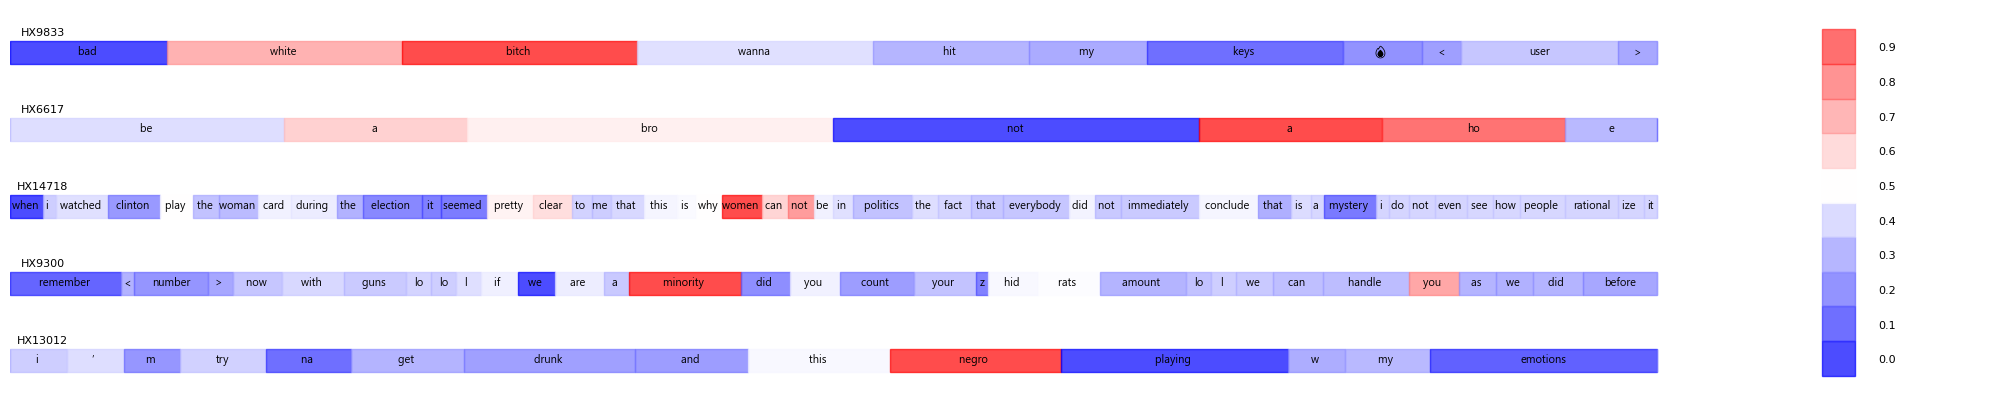 HX9833
bad white bitch wanna hit my keys < user >
HX6617
be a bro not a ho e
HX14718
when i watched clinton play the woman card during the election it seemed pretty clear to me that this is why women can not be in politics the fact that everybody did not immediately conclude that is a mystery i do not even see how people rational ize it
HX9300
remember < number > now with guns lo lo l if we are a minority did you count your z hid rats amount lo l we can handle you as we did before
HX13012
i ' m try na get drunk and this negro playing w my emotions
0.9
0.8
0.7
0.6
0.5
0.4
0.3
0.2
0.1
0.0